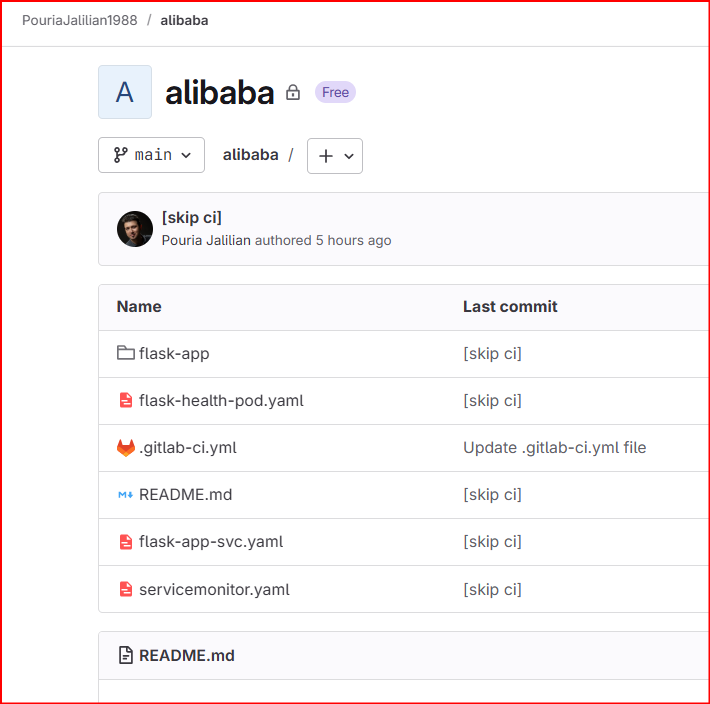 PouriaJalilian1988 / alibaba
A alibaba Free
main alibaba / +
[skip ci]
Pouria Jalilian authored 5 hours ago
Name Last commit
flask-app [skip ci]
flask-health-pod.yaml [skip ci]
.gitlab-ci.yml Update .gitlab-ci.yml file
README.md [skip ci]
flask-app-svc.yaml [skip ci]
servicemonitor.yaml [skip ci]
README.md